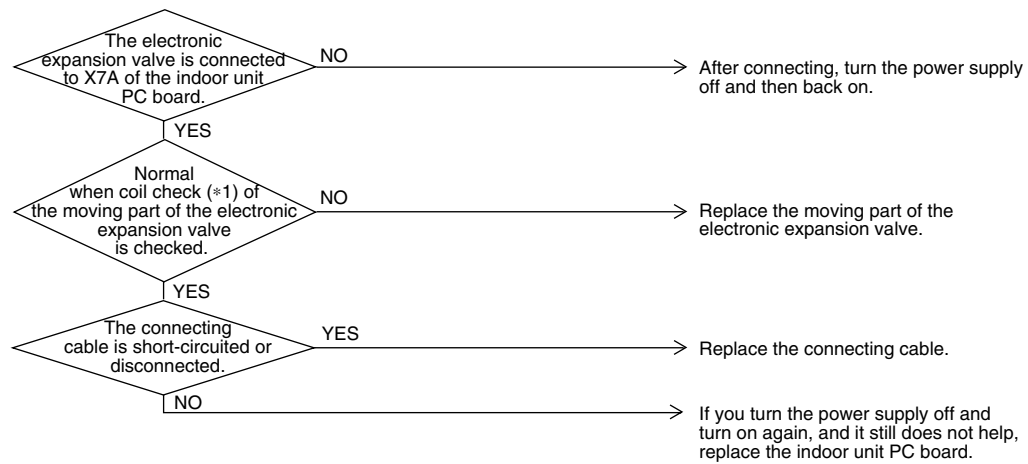 The electronic
expansion valve is connected
to X7A of the indoor unit
PC board.
NO
After connecting, turn the power supply
off and then back on.
YES
Normal
when coil check (*1) of
the moving part of the electronic
expansion valve
is checked.
NO
Replace the moving part of the
electronic expansion valve.
YES
The connecting
cable is short-circuited or
disconnected.
YES
Replace the connecting cable.
NO
If you turn the power supply off and
turn on again, and it still does not help,
replace the indoor unit PC board.